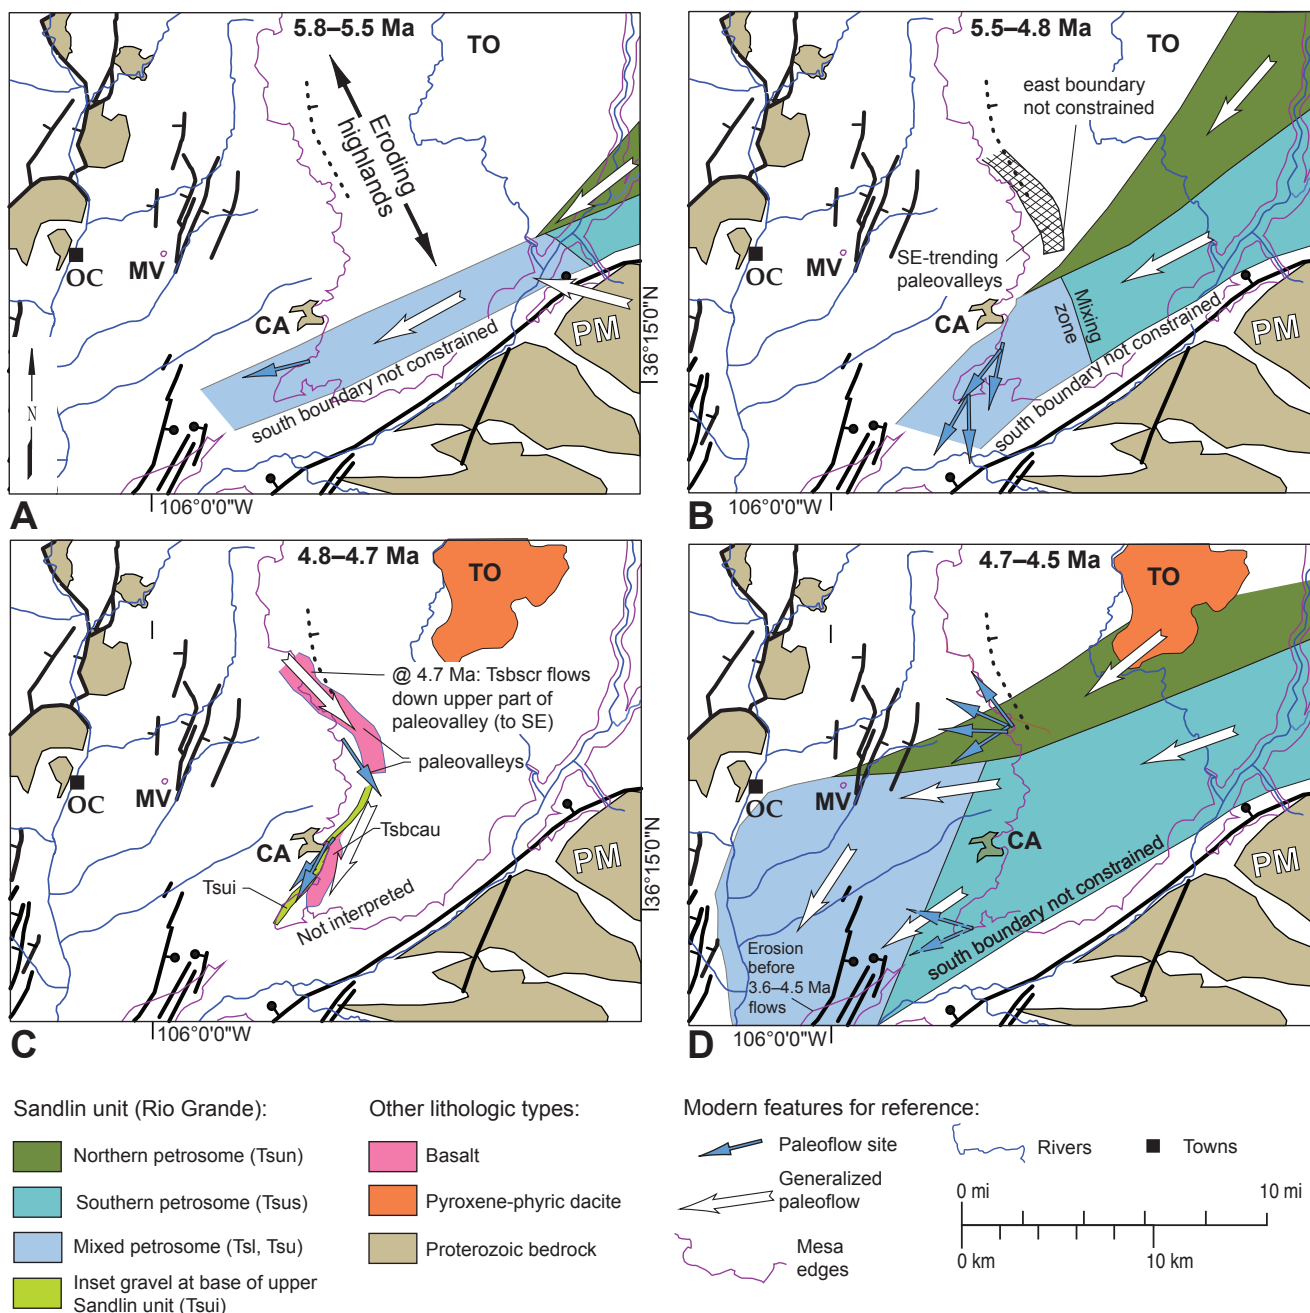 5.8–5.5 Ma
TO
Eroding
highlands
OC
MV
CA
PM
south boundary not constrained
N
36°15'0"N
A
106°0'0"W
5.5–4.8 Ma
TO
east boundary
not constrained
SE-trending
paleovalleys
OC
MV
CA
Mixing
zone
PM
south boundary not constrained
B
106°0'0"W
4.8–4.7 Ma
TO
@ 4.7 Ma: Tsbscr flows
down upper part of
paleovalley (to SE)
paleovalleys
OC
MV
Tsbcau
CA
Tsui
Not interpreted
PM
36°15'0"N
C
106°0'0"W
4.7–4.5 Ma
TO
OC
MV
CA
PM
south boundary not constrained
Erosion
before
3.6–4.5 Ma
flows
D
106°0'0"W
Sandlin unit (Rio Grande):
Northern petrosome (Tsun)
Southern petrosome (Tsus)
Mixed petrosome (Tsl, Tsu)
Inset gravel at base of upper
Sandlin unit (Tsui)
Other lithologic types:
Basalt
Pyroxene-phyric dacite
Proterozoic bedrock
Modern features for reference:
Paleoflow site
Generalized
paleoflow
Mesa
edges
Rivers
Towns
0 mi
10 mi
0 km
10 km